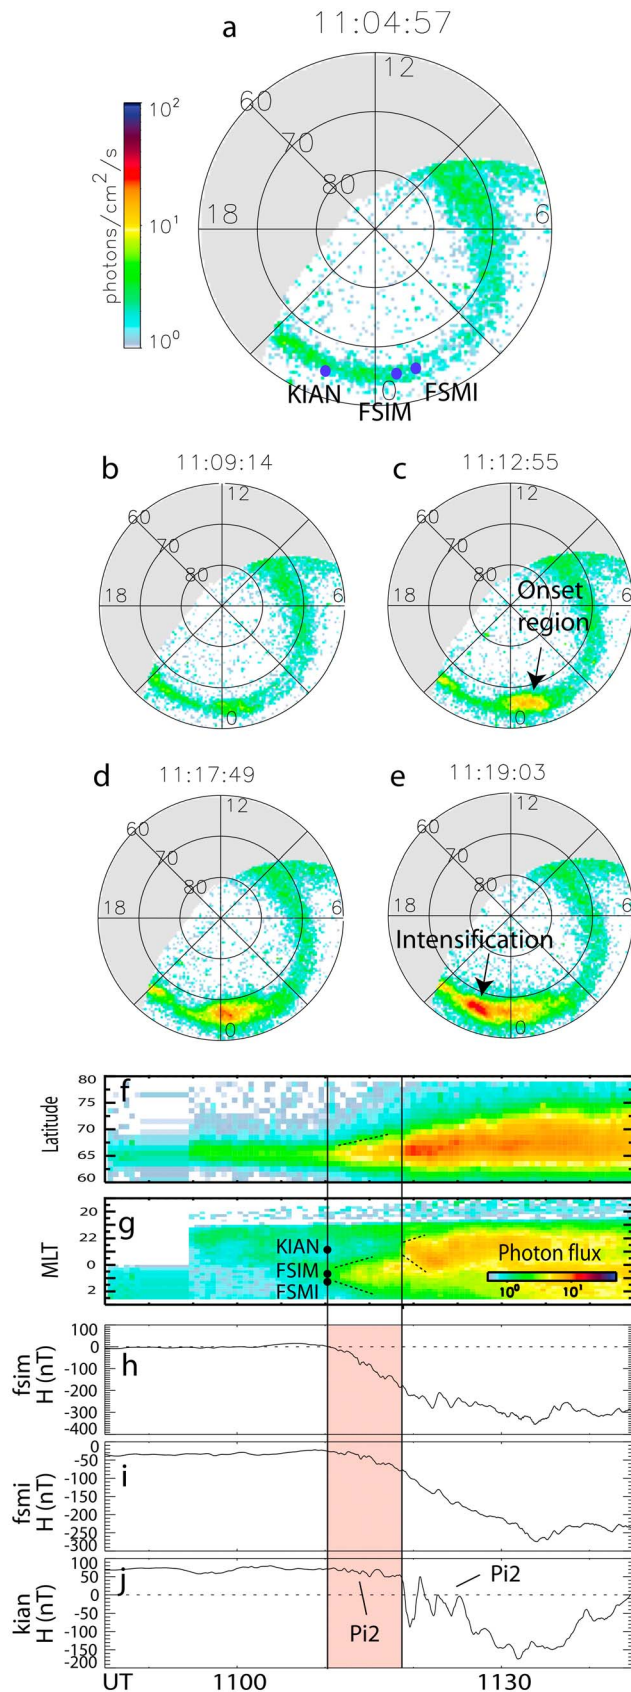 a
11:04:57
photons/cm²/s
10²
10¹
10⁰
12
60
70
80
18
6
0
KIAN
FSIM
FSMI
b
11:09:14
12
60
70
80
18
6
0
c
11:12:55
12
60
70
80
18
6
Onset
region
0
d
11:17:49
12
60
70
80
18
6
0
e
11:19:03
12
60
70
80
18
6
Intensification
0
f
Latitude
80
75
70
65
60
g
MLT
20
22
0
2
KIAN
FSIM
FSMI
Photon flux
10⁰
10¹
h
fsim
H (nT)
100
0
-100
-200
-300
-400
i
fsmi
H (nT)
0
-50
-100
-150
-200
-250
-300
j
kian
H (nT)
100
50
0
-50
-100
-150
-200
Pi2
Pi2
UT
1100
1130